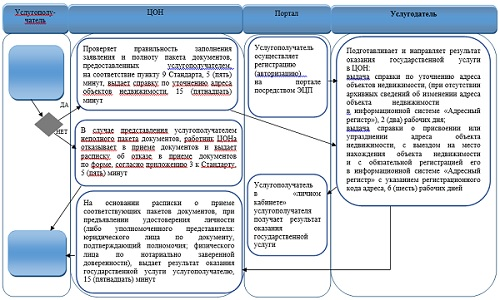 Услугополу-
чатель
ЦОН
Портал
Услугодатель
Проверяет правильность заполнения
заявления и полноту пакета документов,
предоставленных услугополучателем,
на соответствие пункту 9 Стандарта, 5 (пять)
минут, выдает справку по уточнению адреса
объектов недвижимости, 15 (пятнадцать)
минут
ДА
НЕТ
В случае представления услугополучателем
неполного пакета документов, работник ЦОНа
отказывает в приеме документов и выдает
расписку об отказе в приеме документов
по форме, согласно приложению 3 к Стандарту,
5 (пять) минут
На основании расписки о приеме
соответствующих пакетов документов, при
предъявлении удостоверения личности
(либо уполномоченного представителя:
юридического лица по документу,
подтверждающий полномочия; физического
лица по нотариально заверенной
доверенности), выдает результат оказания
государственной услуги услугополучателю,
15 (пятнадцать) минут
Услугополучатель
осуществляет
регистрацию
(авторизацию)
на портале
посредством ЭЦП
Услугополучатель
в «личном
кабинете»
услугополучателя
получает результат
оказания
государственной
услуги
Подготавливает и направляет результат
оказания государственной услуги
в ЦОН:
выдача справки по уточнению адреса
объектов недвижимости, (при отсутствии
архивных сведений об изменении адреса
объекта недвижимости
в информационной системе «Адресный
регистр»), 2 (два) рабочих дня;
выдача справки о присвоении или
упразднении адреса объекта
недвижимости, с выездом на место
нахождения объекта недвижимости
и с обязательной регистрацией его
в информационной системе «Адресный
регистр» с указанием регистрационного
кода адреса, 6 (шесть) рабочих дней